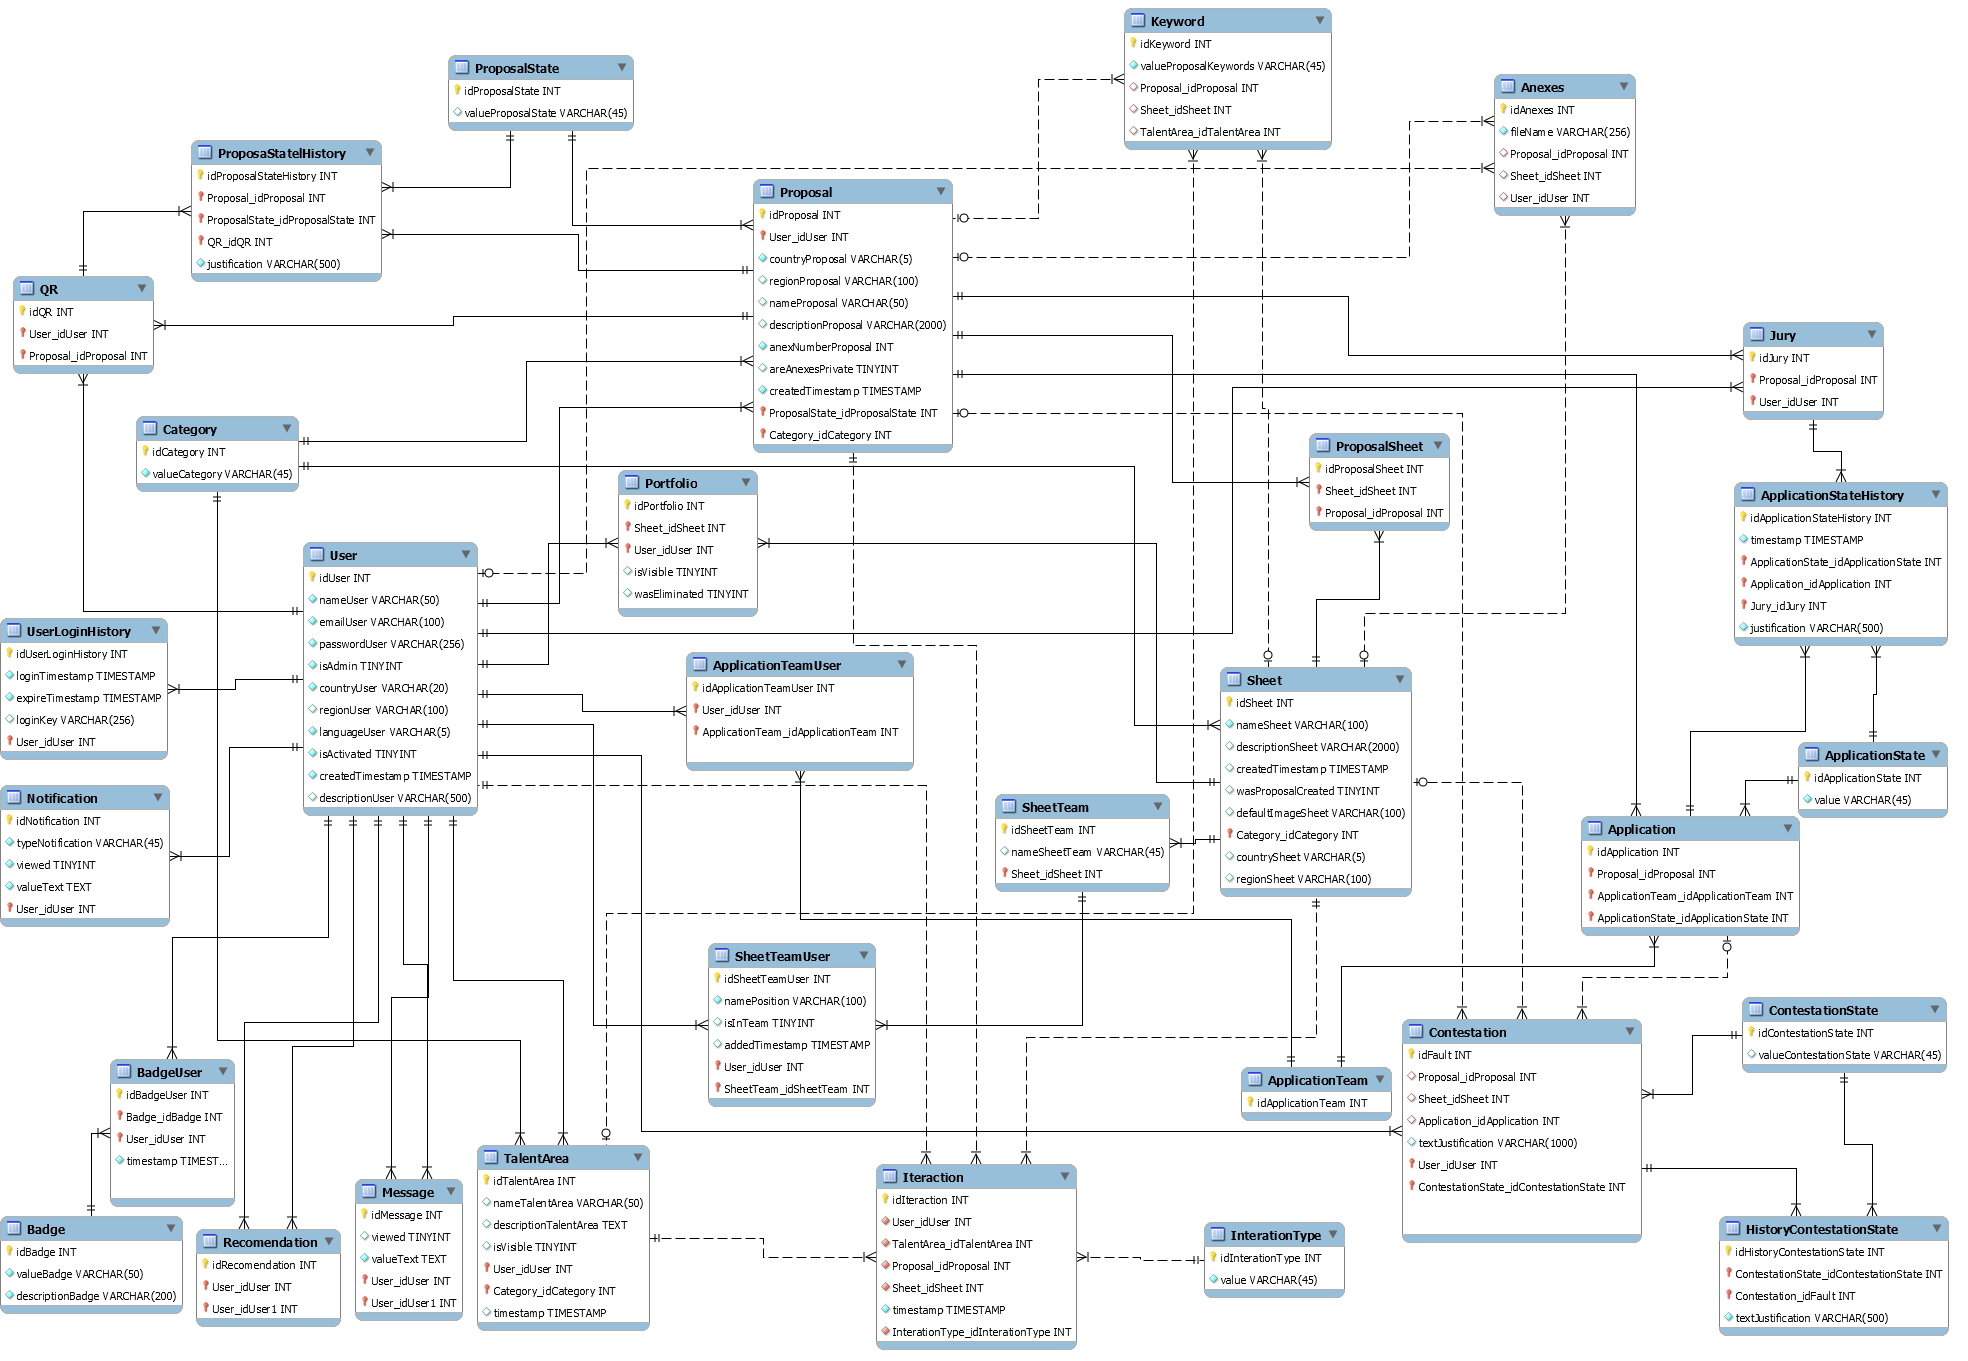 Keyword
idKeyword INT
valueProposalKeywords VARCHAR(45)
Proposal_idProposal INT
Sheet_idSheet INT
TalentArea_idTalentArea INT
ProposalState
idProposalState INT
valueProposalState VARCHAR(45)
Anexes
idAnexes INT
fileName VARCHAR(256)
Proposal_idProposal INT
Sheet_idSheet INT
User_idUser INT
ProposaStatelHistory
idProposalStateHistory INT
Proposal_idProposal INT
ProposalState_idProposalState INT
QR_idQR INT
justification VARCHAR(500)
Proposal
idProposal INT
User_idUser INT
countryProposal VARCHAR(5)
regionProposal VARCHAR(100)
nameProposal VARCHAR(50)
descriptionProposal VARCHAR(2000)
anexNumberProposal INT
areAnexesPrivate TINYINT
createdTimestamp TIMESTAMP
ProposalState_idProposalState INT
Category_idCategory INT
QR
idQR INT
User_idUser INT
Proposal_idProposal INT
Jury
idJury INT
Proposal_idProposal INT
User_idUser INT
Category
idCategory INT
valueCategory VARCHAR(45)
ProposalSheet
idProposalSheet INT
Sheet_idSheet INT
Proposal_idProposal INT
Portfolio
idPortfolio INT
Sheet_idSheet INT
User_idUser INT
isVisible TINYINT
wasEliminated TINYINT
ApplicationStateHistory
idApplicationStateHistory INT
timestamp TIMESTAMP
ApplicationState_idApplicationState INT
Application_idApplication INT
Jury_idJury INT
justification VARCHAR(500)
User
idUser INT
nameUser VARCHAR(50)
emailUser VARCHAR(100)
passwordUser VARCHAR(256)
isAdmin TINYINT
countryUser VARCHAR(20)
regionUser VARCHAR(100)
languageUser VARCHAR(5)
isActivated TINYINT
createdTimestamp TIMESTAMP
descriptionUser VARCHAR(500)
UserLoginHistory
idUserLoginHistory INT
loginTimestamp TIMESTAMP
expireTimestamp TIMESTAMP
loginKey VARCHAR(256)
User_idUser INT
ApplicationTeamUser
idApplicationTeamUser INT
User_idUser INT
ApplicationTeam_idApplicationTeam INT
Sheet
idSheet INT
nameSheet VARCHAR(100)
descriptionSheet VARCHAR(2000)
createdTimestamp TIMESTAMP
wasProposalCreated TINYINT
defaultImageSheet VARCHAR(100)
Category_idCategory INT
countrySheet VARCHAR(5)
regionSheet VARCHAR(100)
ApplicationState
idApplicationState INT
value VARCHAR(45)
Notification
idNotification INT
typeNotification VARCHAR(45)
viewed TINYINT
valueText TEXT
User_idUser INT
SheetTeam
idSheetTeam INT
nameSheetTeam VARCHAR(45)
Sheet_idSheet INT
Application
idApplication INT
Proposal_idProposal INT
ApplicationTeam_idApplicationTeam INT
ApplicationState_idApplicationState INT
SheetTeamUser
idSheetTeamUser INT
namePosition VARCHAR(100)
isInTeam TINYINT
addedTimestamp TIMESTAMP
User_idUser INT
SheetTeam_idSheetTeam INT
ContestationState
idContestationState INT
valueContestationState VARCHAR(45)
Contestation
idFault INT
Proposal_idProposal INT
Sheet_idSheet INT
Application_idApplication INT
textJustification VARCHAR(1000)
User_idUser INT
ContestationState_idContestationState INT
BadgeUser
idBadgeUser INT
Badge_idBadge INT
User_idUser INT
timestamp TIMEST...
ApplicationTeam
idApplicationTeam INT
TalentArea
idTalentArea INT
nameTalentArea VARCHAR(50)
descriptionTalentArea TEXT
isVisible TINYINT
User_idUser INT
Category_idCategory INT
timestamp TIMESTAMP
Iteraction
idIteraction INT
User_idUser INT
TalentArea_idTalentArea INT
Proposal_idProposal INT
Sheet_idSheet INT
timestamp TIMESTAMP
InterationType_idInterationType INT
Message
idMessage INT
viewed TINYINT
valueText TEXT
User_idUser INT
User_idUser1 INT
Badge
idBadge INT
valueBadge VARCHAR(50)
descriptionBadge VARCHAR(200)
Recomendation
idRecomendation INT
User_idUser INT
User_idUser1 INT
InterationType
idInterationType INT
value VARCHAR(45)
HistoryContestationState
idHistoryContestationState INT
ContestationState_idContestationState INT
Contestation_idFault INT
textJustification VARCHAR(500)